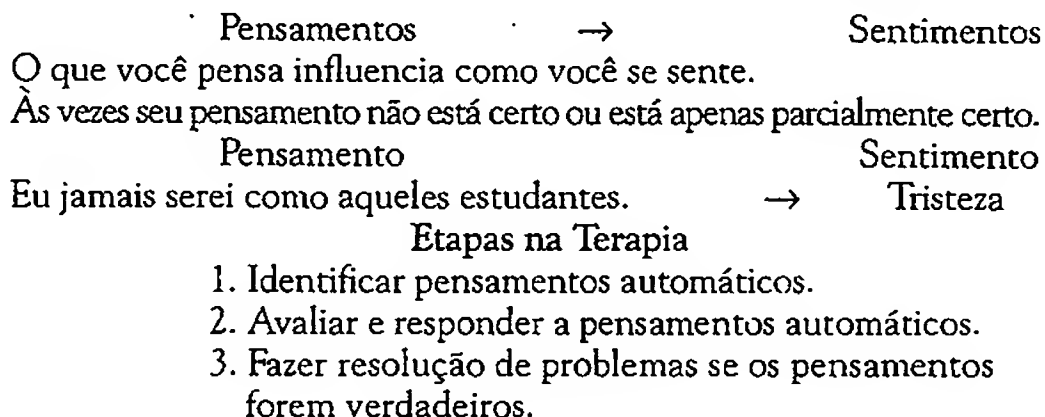 Pensamentos → Sentimentos
O que você pensa influencia como você se sente.
Às vezes seu pensamento não está certo ou está apenas parcialmente certo.
Pensamento Sentimento
Eu jamais serei como aqueles estudantes. → Tristeza
Etapas na Terapia
1. Identificar pensamentos automáticos.
2. Avaliar e responder a pensamentos automáticos.
3. Fazer resolução de problemas se os pensamentos
forem verdadeiros.